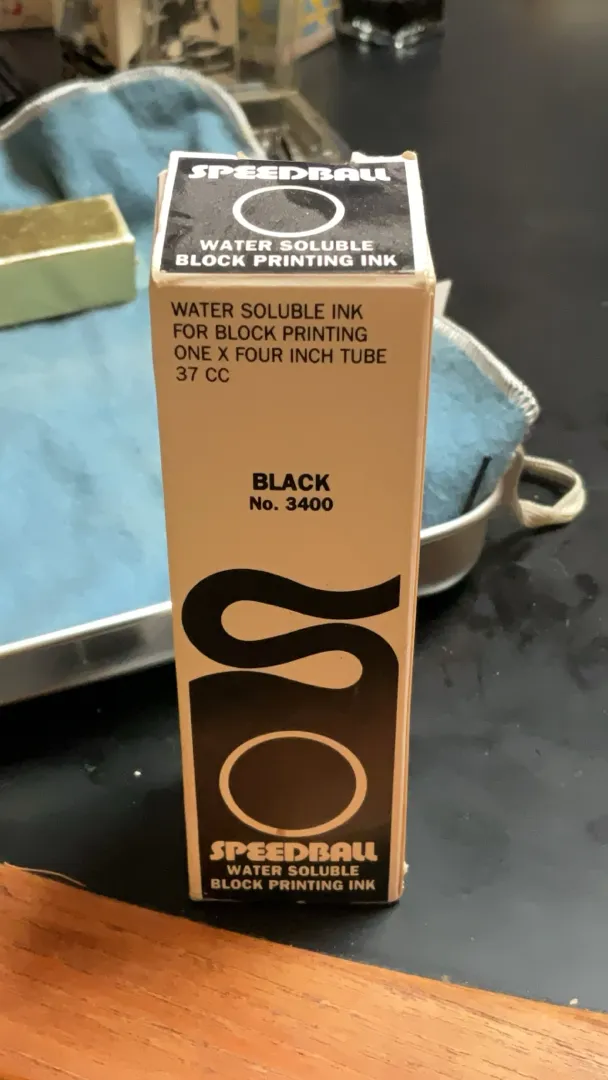 SPEEDBALL
WATER SOLUBLE
BLOCK PRINTING INK
WATER SOLUBLE INK
FOR BLOCK PRINTING
ONE X FOUR INCH TUBE
37 CC
BLACK
No. 3400
SPEEDBALL
WATER SOLUBLE
BLOCK PRINTING INK